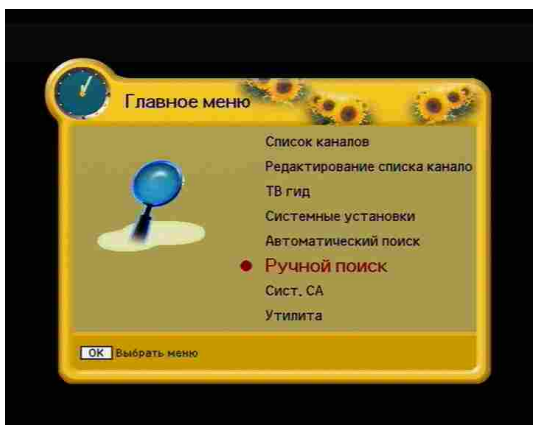 Главное меню
Список каналов
Редактирование списка канало
ТВ гид
Системные установки
Автоматический поиск
Ручной поиск
Сист. СА
Утилита
OK Выбрать меню